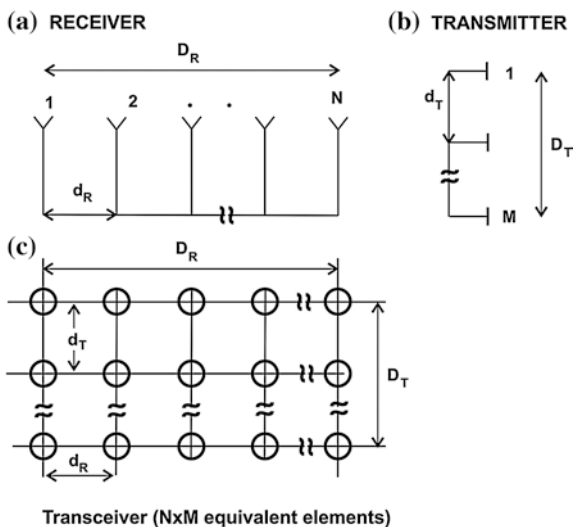 (a) RECEIVER
D_R
1 2 . . N
d_R
(b) TRANSMITTER
1
d_T
D_T
M
(c)
D_R
d_T
D_T
d_R
Transceiver (NxM equivalent elements)